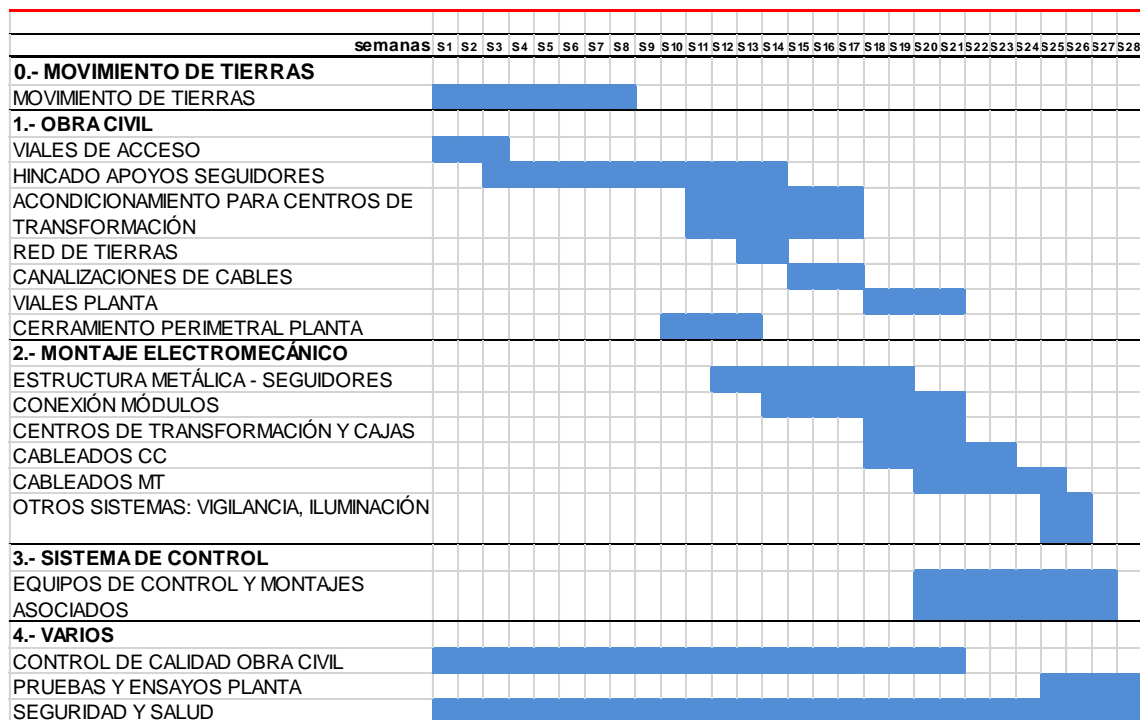 semanas S1 S2 S3 S4 S5 S6 S7 S8 S9 S10 S11 S12 S13 S14 S15 S16 S17 S18 S19 S20 S21 S22 S23 S24 S25 S26 S27 S28
0.- MOVIMIENTO DE TIERRAS
MOVIMIENTO DE TIERRAS
1.- OBRA CIVIL
VIALES DE ACCESO
HINCADO APOYOS SEGUIDORES
ACONDICIONAMIENTO PARA CENTROS DE
TRANSFORMACIÓN
RED DE TIERRAS
CANALIZACIONES DE CABLES
VIALES PLANTA
CERRAMIENTO PERIMETRAL PLANTA
2.- MONTAJE ELECTROMECÁNICO
ESTRUCTURA METÁLICA - SEGUIDORES
CONEXIÓN MÓDULOS
CENTROS DE TRANSFORMACIÓN Y CAJAS
CABLEADOS CC
CABLEADOS MT
OTROS SISTEMAS: VIGILANCIA, ILUMINACIÓN
3.- SISTEMA DE CONTROL
EQUIPOS DE CONTROL Y MONTAJES
ASOCIADOS
4.- VARIOS
CONTROL DE CALIDAD OBRA CIVIL
PRUEBAS Y ENSAYOS PLANTA
SEGURIDAD Y SALUD